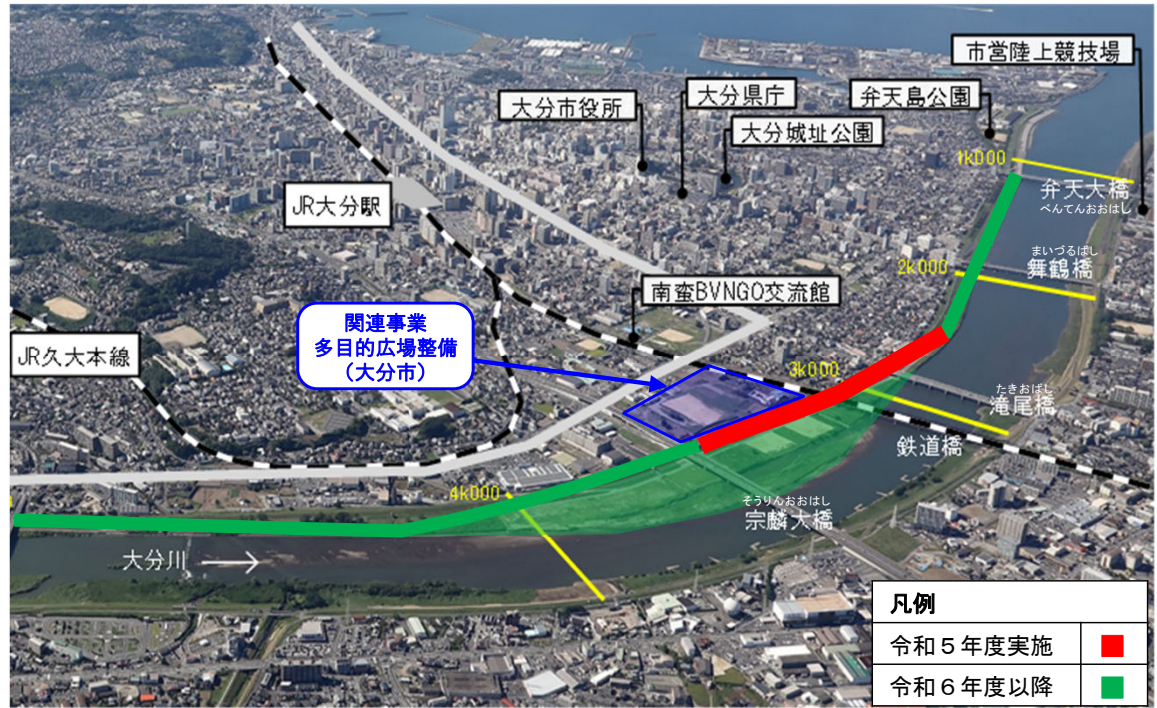 市営陸上競技場
大分県庁
弁天島公園
大分市役所
大分城址公園
1k000
弁天大橋
べんてんおおはし
JR大分駅
まいづるばし
舞鶴橋
2k000
南蛮BVNGO交流館
関連事業
多目的広場整備
（大分市）
JR久大本線
3k000
たきおばし
滝尾橋
鉄道橋
4k000
そうりんおおはし
宗麟大橋
大分川
凡例
令和５年度実施
令和６年度以降